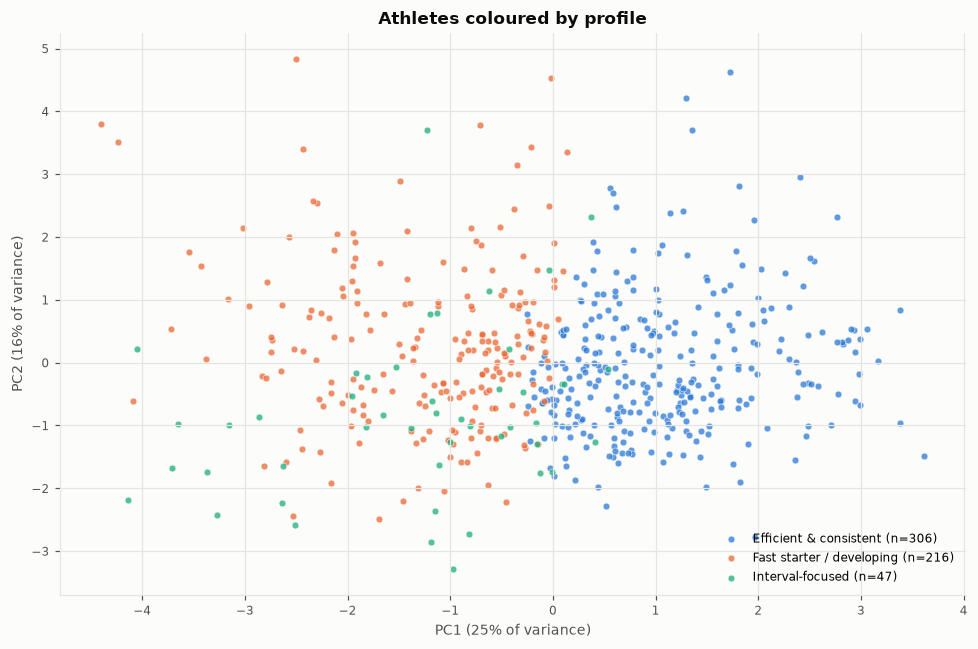 Athletes coloured by profile
5
4
3
2
1
0
−1
−2
−3
PC2 (16% of variance)
−4 −3 −2 −1 0 1 2 3 4
PC1 (25% of variance)
Efficient & consistent (n=306)
Fast starter / developing (n=216)
Interval-focused (n=47)